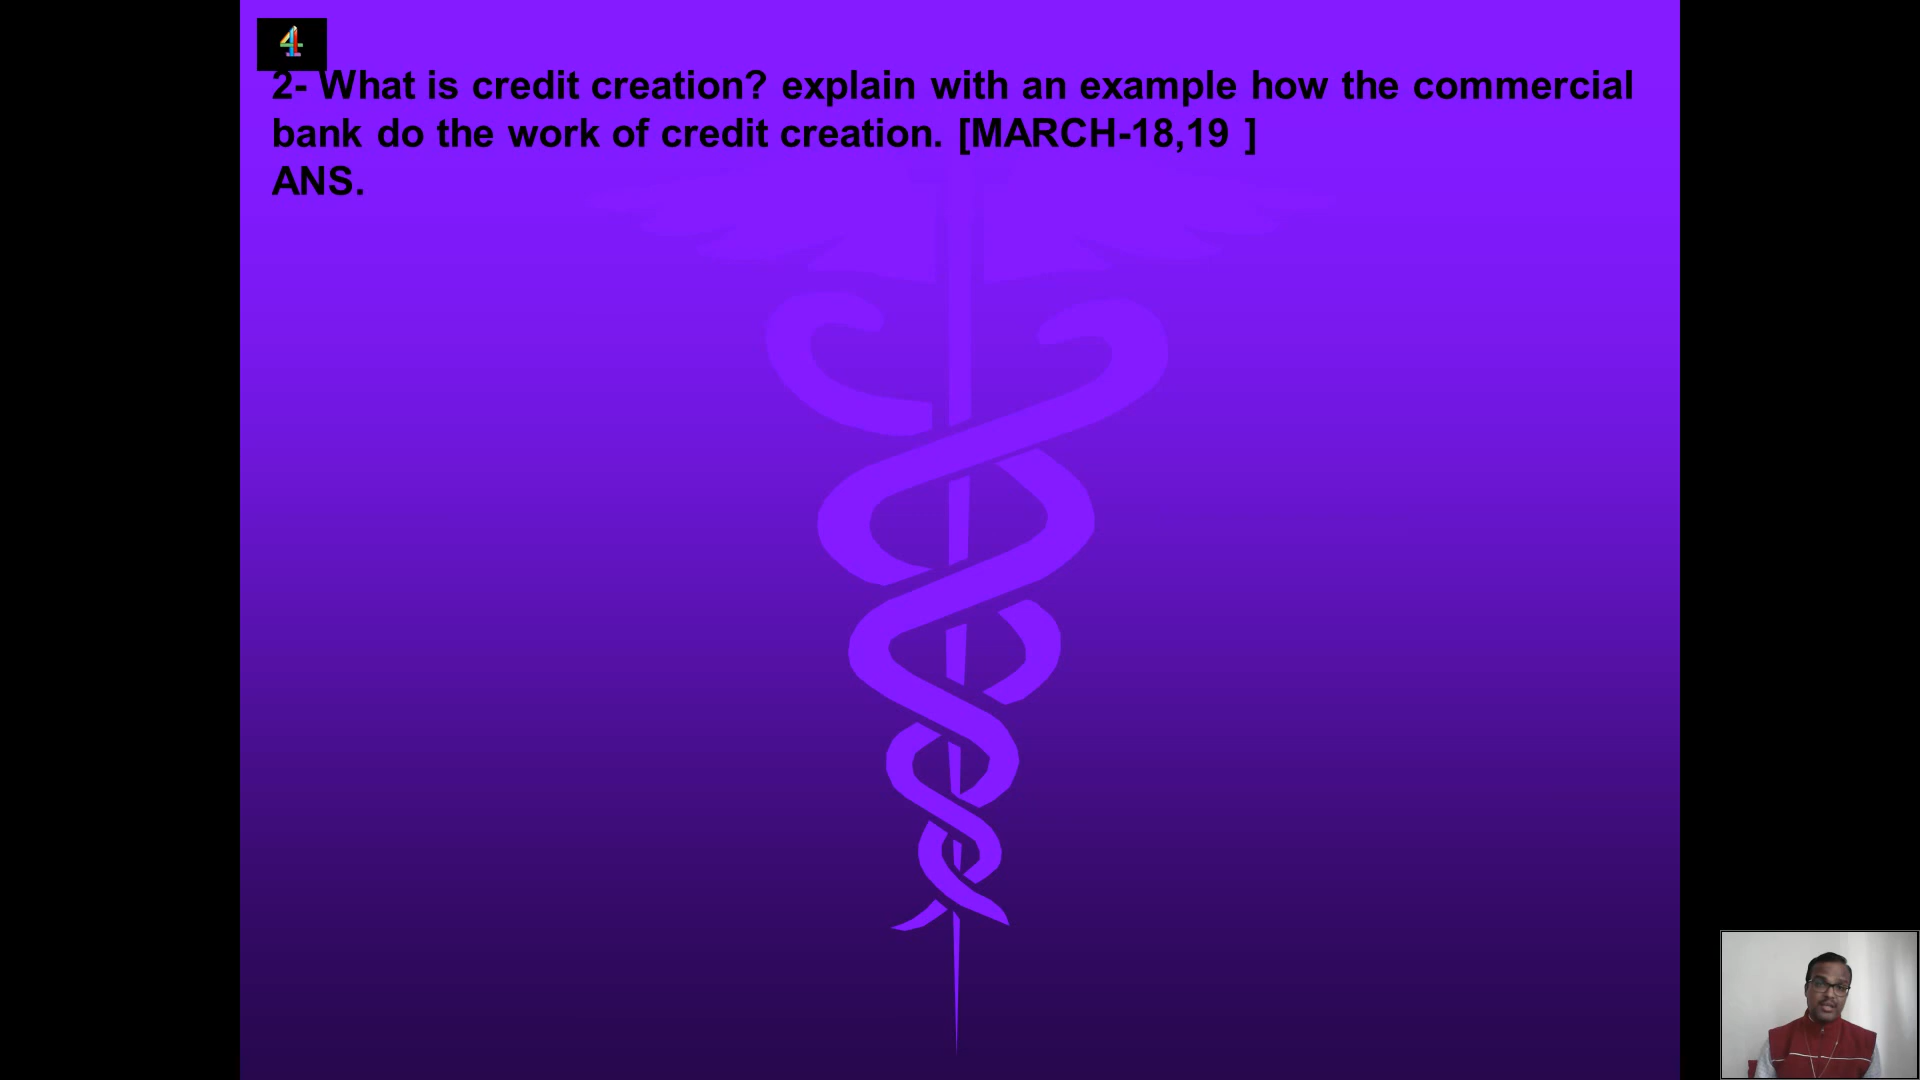 4
2- What is credit creation? explain with an example how the commercial
bank do the work of credit creation. [MARCH-18,19 ]
ANS.